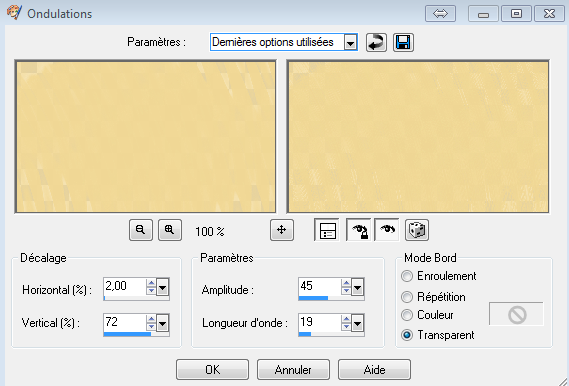 Ondulations
Paramètres : Dernières options utilisées
100 %
Décalage
Horizontal (%) : 2,00
Vertical (%) : 72
Paramètres
Amplitude : 45
Longueur d'onde : 19
Mode Bord
Enroulement
Répétition
Couleur
Transparent
OK Annuler Aide